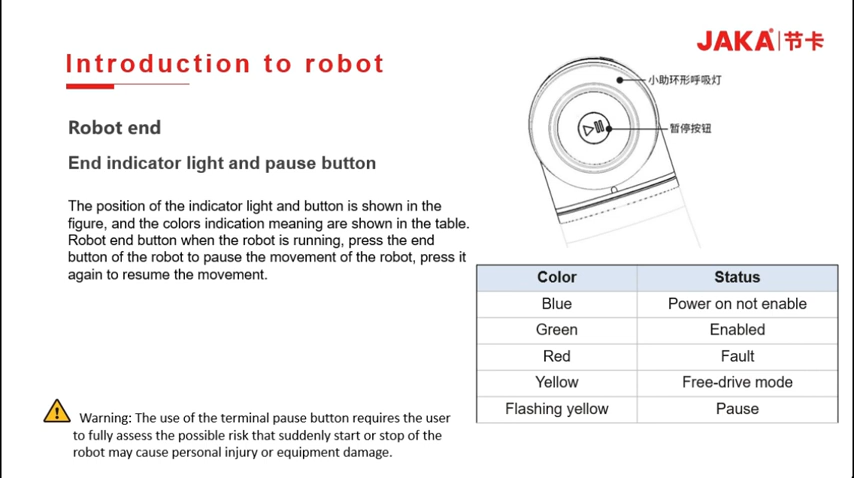 JAKA 节卡
Introduction to robot
小助环形呼吸灯
Robot end
暂停按钮
End indicator light and pause button
The position of the indicator light and button is shown in the
figure, and the colors indication meaning are shown in the table.
Robot end button when the robot is running, press the end
button of the robot to pause the movement of the robot, press it
again to resume the movement.
Color Status
Blue Power on not enable
Green Enabled
Red Fault
Yellow Free-drive mode
Flashing yellow Pause
Warning: The use of the terminal pause button requires the user
to fully assess the possible risk that suddenly start or stop of the
robot may cause personal injury or equipment damage.